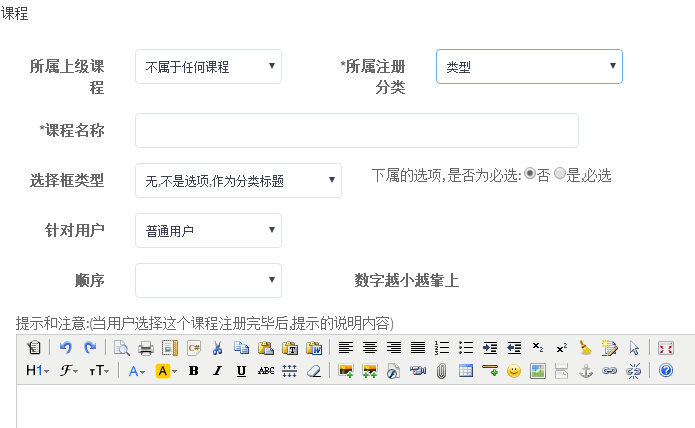 课程
所属上级课程 不属于任何课程 *所属注册分类 类型
*课程名称
选择框类型 无,不是选项,作为分类标题 下属的选项,是否为必选: 否 是,必选
针对用户 普通用户
顺序 数字越小越靠上
提示和注意:(当用户选择这个课程注册完毕后,提示的说明内容)
H1 F тT A A B I U ABC